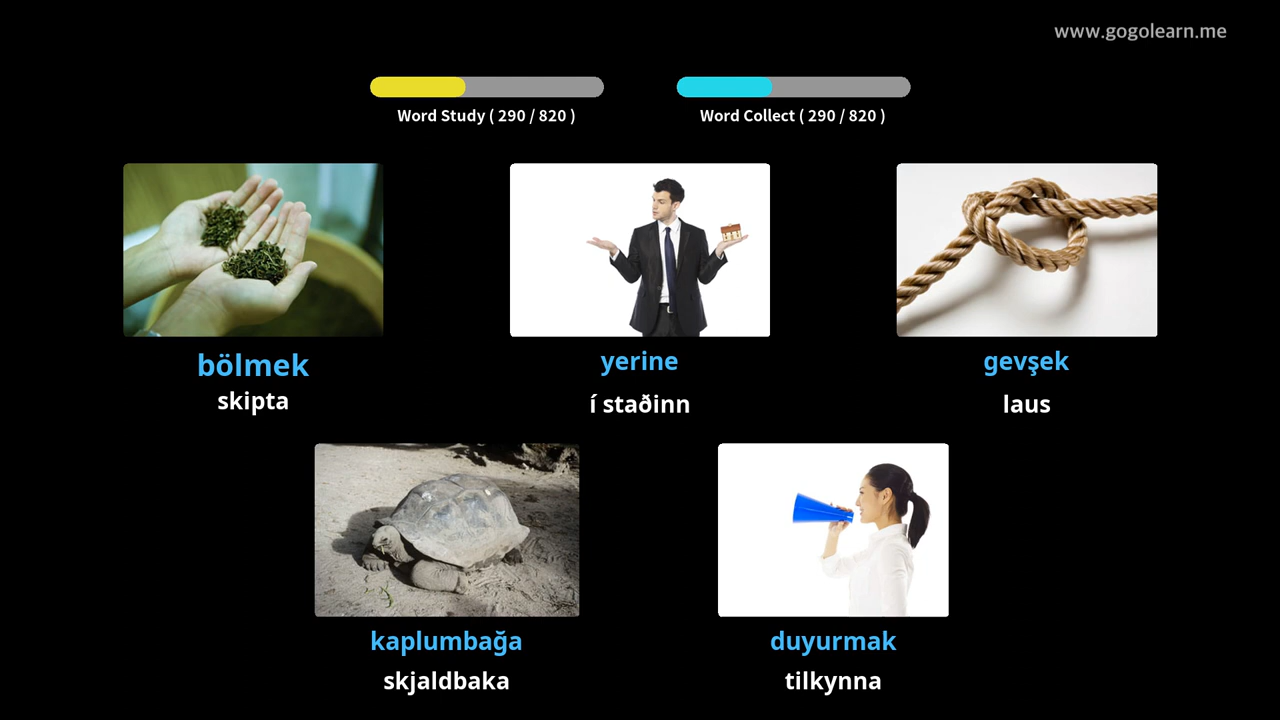 www.gogolearn.me
Word Study ( 290 / 820 )
Word Collect ( 290 / 820 )
bölmek
skipta
yerine
í staðinn
gevşek
laus
kaplumbağa
skjaldbaka
duyurmak
tilkynna